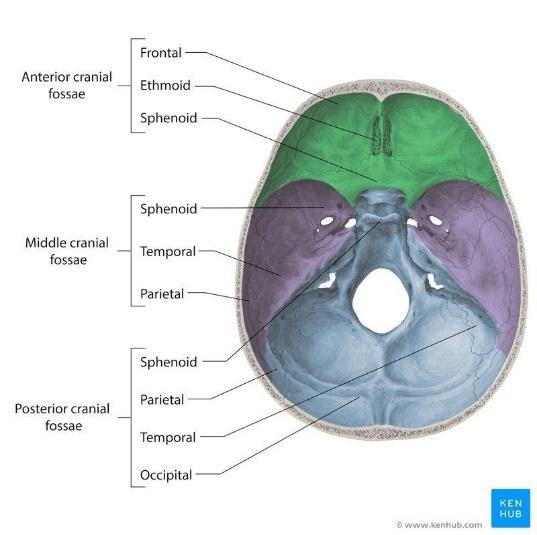 Anterior cranial
fossae
Frontal
Ethmoid
Sphenoid
Middle cranial
fossae
Sphenoid
Temporal
Parietal
Posterior cranial
fossae
Sphenoid
Parietal
Temporal
Occipital
KEN
HUB
© www.kenhub.com